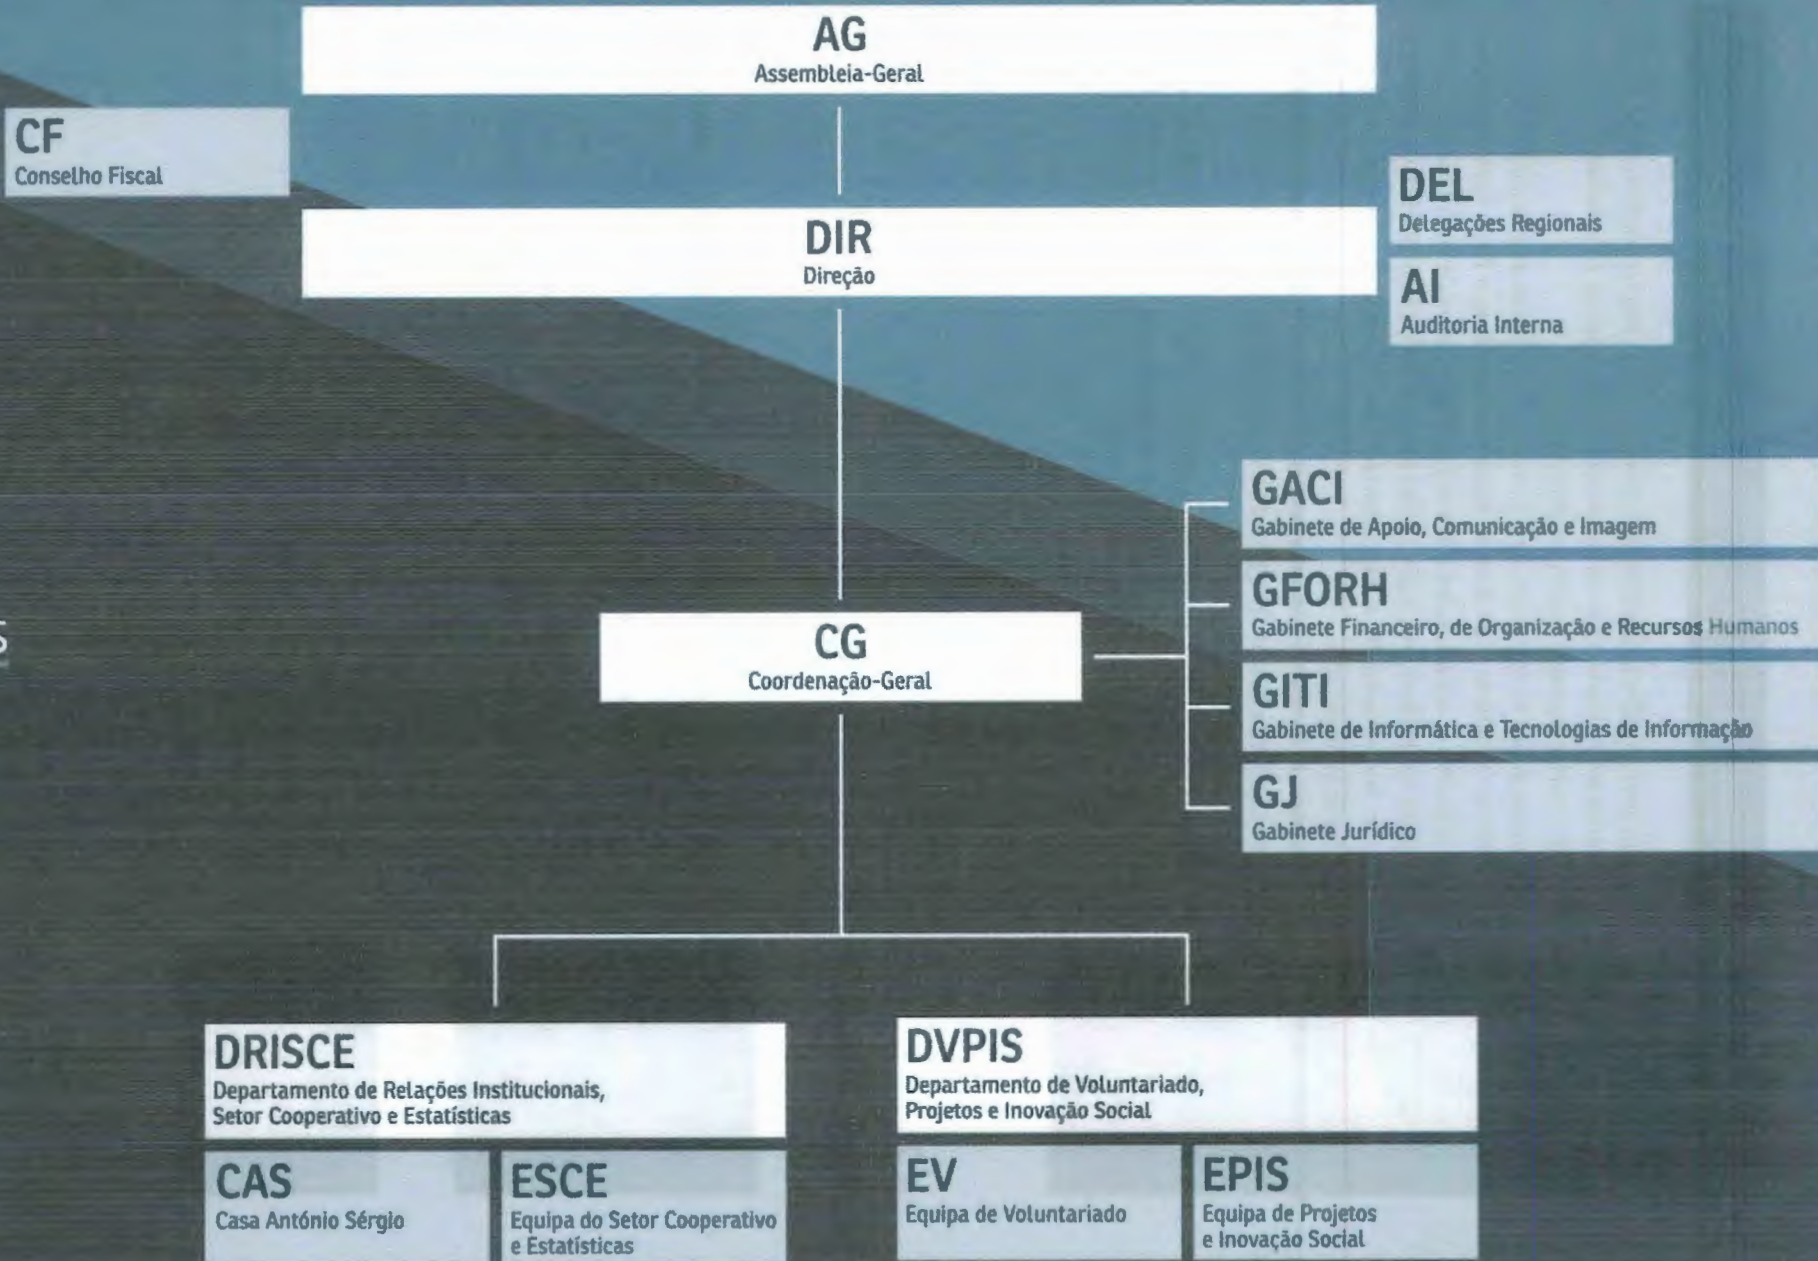 AG
Assembleia-Geral
CF
Conselho Fiscal
DEL
Delegações Regionais
DIR
Direção
AI
Auditoria Interna
GACI
Gabinete de Apoio, Comunicação e Imagem
GFORH
Gabinete Financeiro, de Organização e Recursos Humanos
CG
Coordenação-Geral
GITI
Gabinete de Informática e Tecnologias de Informação
GJ
Gabinete Jurídico
DRISCE
Departamento de Relações Institucionais,
Setor Cooperativo e Estatísticas
DVPIS
Departamento de Voluntariado,
Projetos e Inovação Social
CAS
Casa António Sérgio
ESCE
Equipa do Setor Cooperativo
e Estatísticas
EV
Equipa de Voluntariado
EPIS
Equipa de Projetos
e Inovação Social